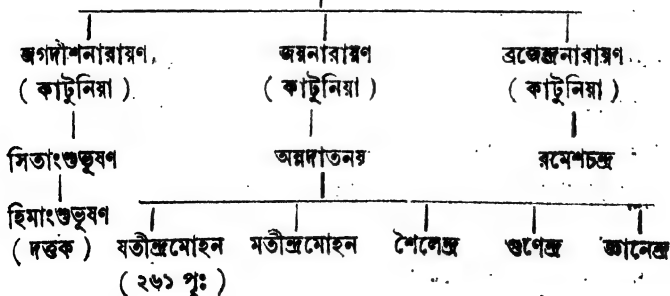 জগদীশনারায়ণ, জয়নারায়ণ ব্রজেন্দ্রনারায়ণ
( কাটুনিয়া ) ( কাটুনিয়া ) ( কাটুনিয়া )
সিতাংশুভূষণ অন্নদাতনয় রমেশচন্দ্র
হিমাংশুভূষণ
( দত্তক ) যতীন্দ্রমোহন মতীন্দ্রমোহন শৈলেন্দ্র গুণেন্দ্র জ্ঞানেন্দ্র
( ২৬১ পৃঃ )